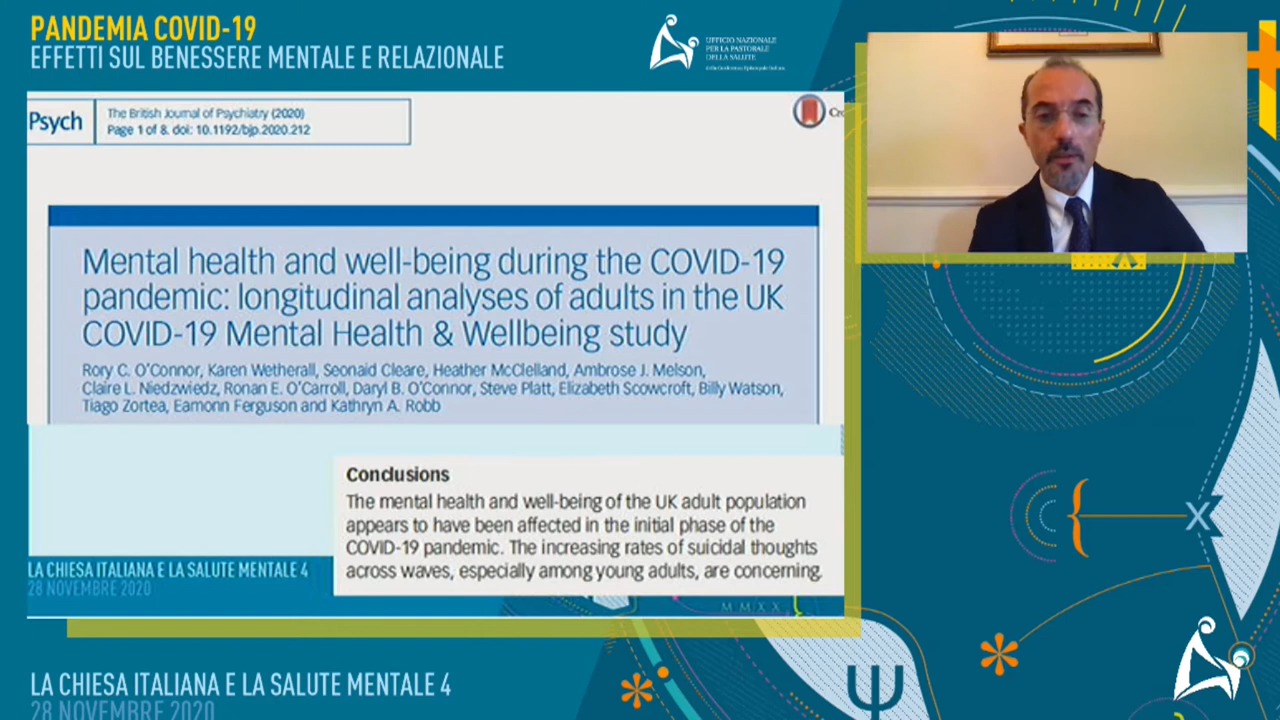 PANDEMIA COVID-19
EFFETTI SUL BENESSERE MENTALE E RELAZIONALE
UFFICIO NAZIONALE
PER LA PASTORALE
DELLA SALUTE
della Conferenza Episcopale Italiana
Psych
The British Journal of Psychiatry (2020)
Page 1 of 8. doi: 10.1192/bjp.2020.212
Mental health and well-being during the COVID-19
pandemic: longitudinal analyses of adults in the UK
COVID-19 Mental Health & Wellbeing study
Rory C. O'Connor, Karen Wetherall, Seonaid Cleare, Heather McClelland, Ambrose J. Melson,
Claire L. Niedzwiedz, Ronan E. O'Carroll, Daryl B. O'Connor, Steve Platt, Elizabeth Scowcroft, Billy Watson,
Tiago Zortea, Eamonn Ferguson and Kathryn A. Robb
Conclusions
The mental health and well-being of the UK adult population
appears to have been affected in the initial phase of the
COVID-19 pandemic. The increasing rates of suicidal thoughts
across waves, especially among young adults, are concerning.
LA CHIESA ITALIANA E LA SALUTE MENTALE 4
28 NOVEMBRE 2020
MMXX
Ψ
LA CHIESA ITALIANA E LA SALUTE MENTALE 4
28 NOVEMBRE 2020